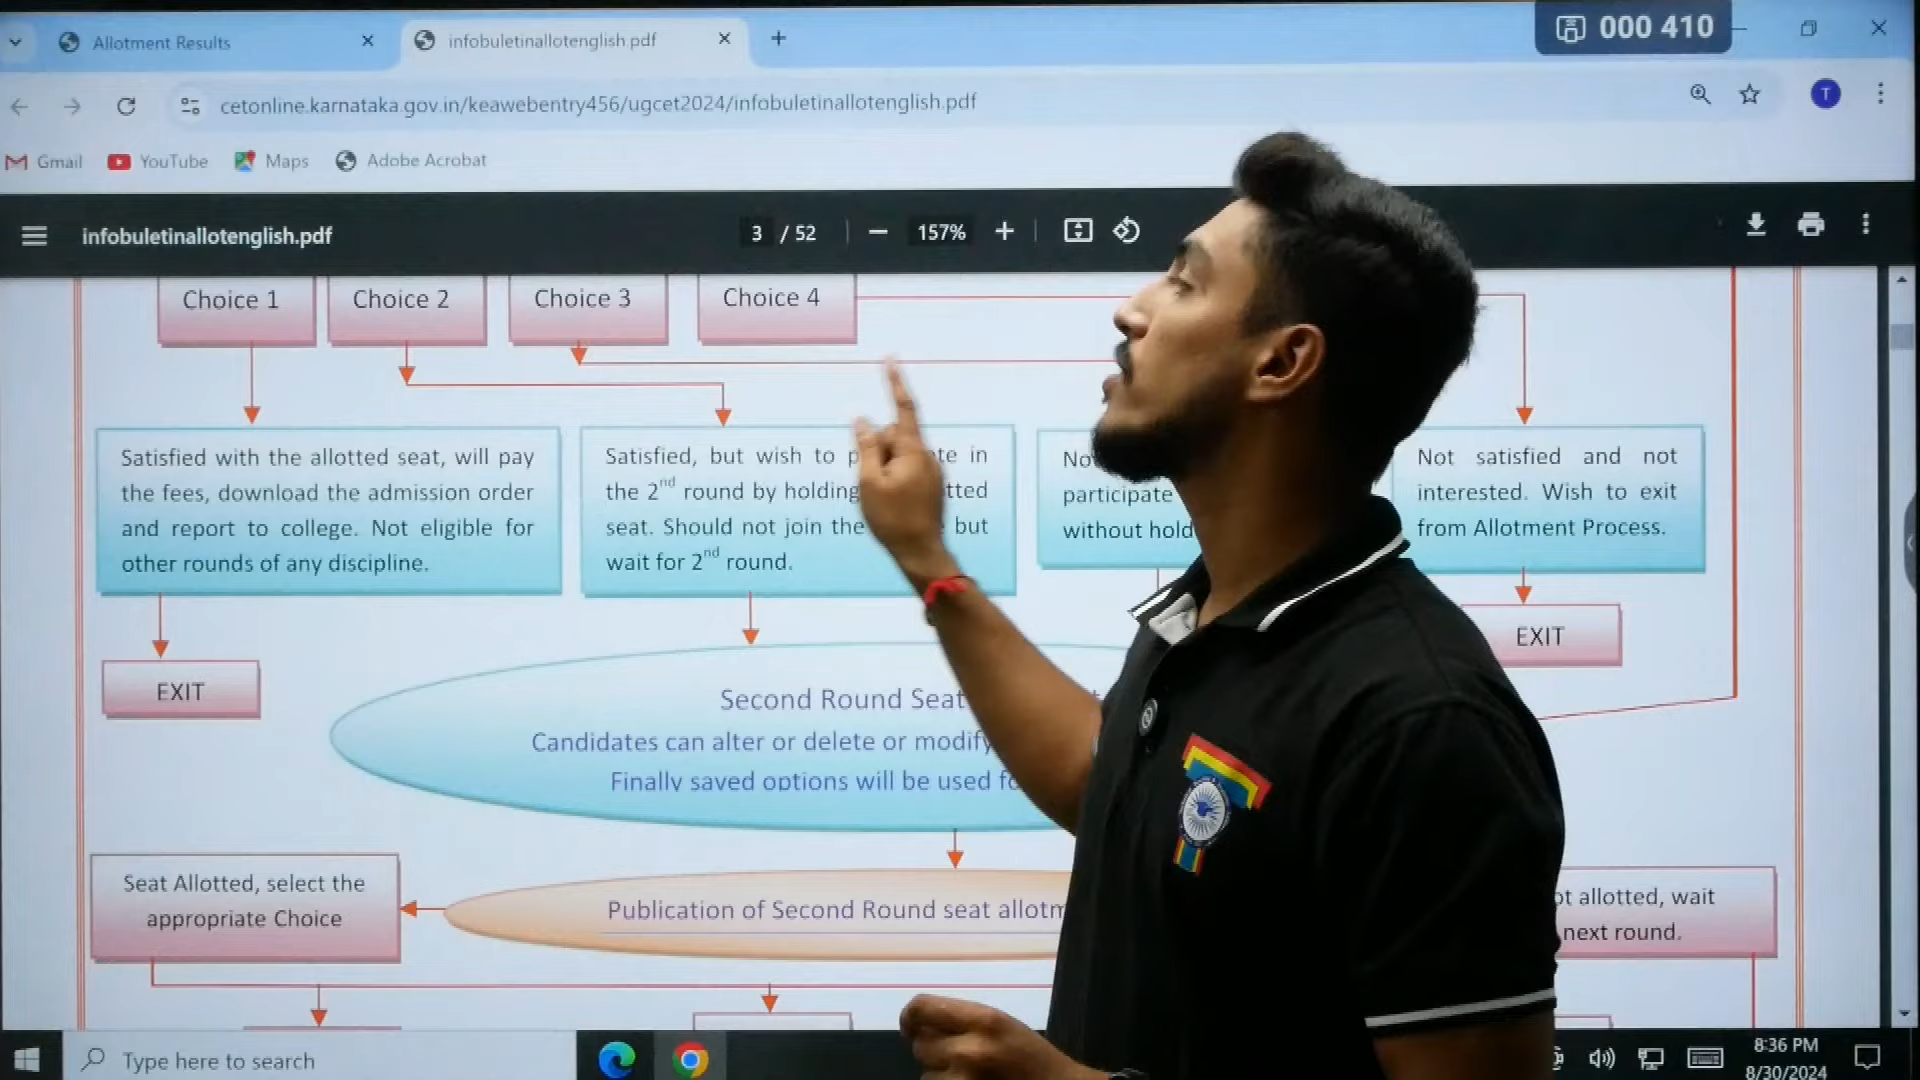 000 410
Allotment Results
infobuletinallotenglish.pdf
cetonline.karnataka.gov.in/keawebentry456/ugcet2024/infobuletinallotenglish.pdf
T
Gmail
YouTube
Maps
Adobe Acrobat
infobuletinallotenglish.pdf
3 / 52
157%
Choice 1
Choice 2
Choice 3
Choice 4
Satisfied with the allotted seat, will pay
the fees, download the admission order
and report to college. Not eligible for
other rounds of any discipline.
Satisfied, but wish to p te in
the 2nd round by holding tted
seat. Should not join the but
wait for 2nd round.
No
participate
without hold
Not satisfied and not
interested. Wish to exit
from Allotment Process.
EXIT
EXIT
Second Round Seat
Candidates can alter or delete or modify
Finally saved options will be used fo
Seat Allotted, select the
appropriate Choice
Publication of Second Round seat allotm
ot allotted, wait
next round.
Type here to search
8:36 PM
8/30/2024